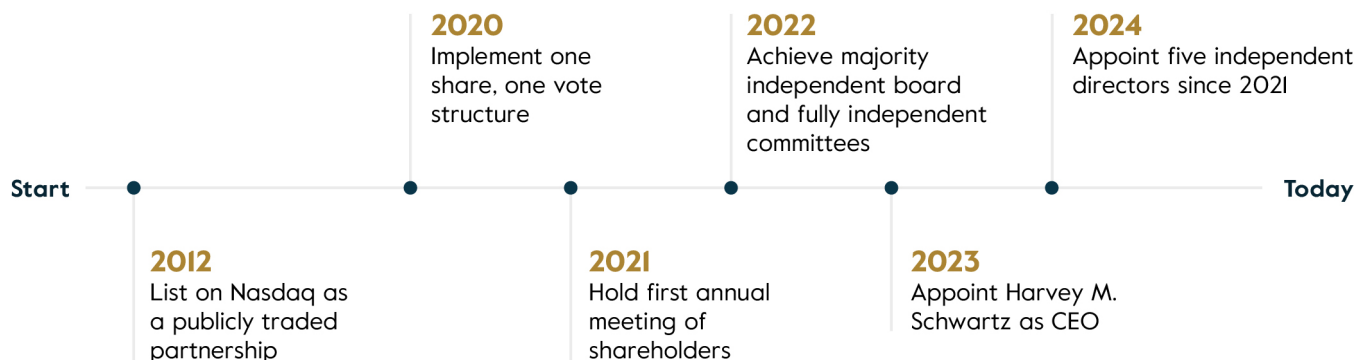 2020
Implement one
share, one vote
structure
2022
Achieve majority
independent board
and fully independent
committees
2024
Appoint five independent
directors since 2021
Start
Today
2012
List on Nasdaq as
a publicly traded
partnership
2021
Hold first annual
meeting of
shareholders
2023
Appoint Harvey M.
Schwartz as CEO